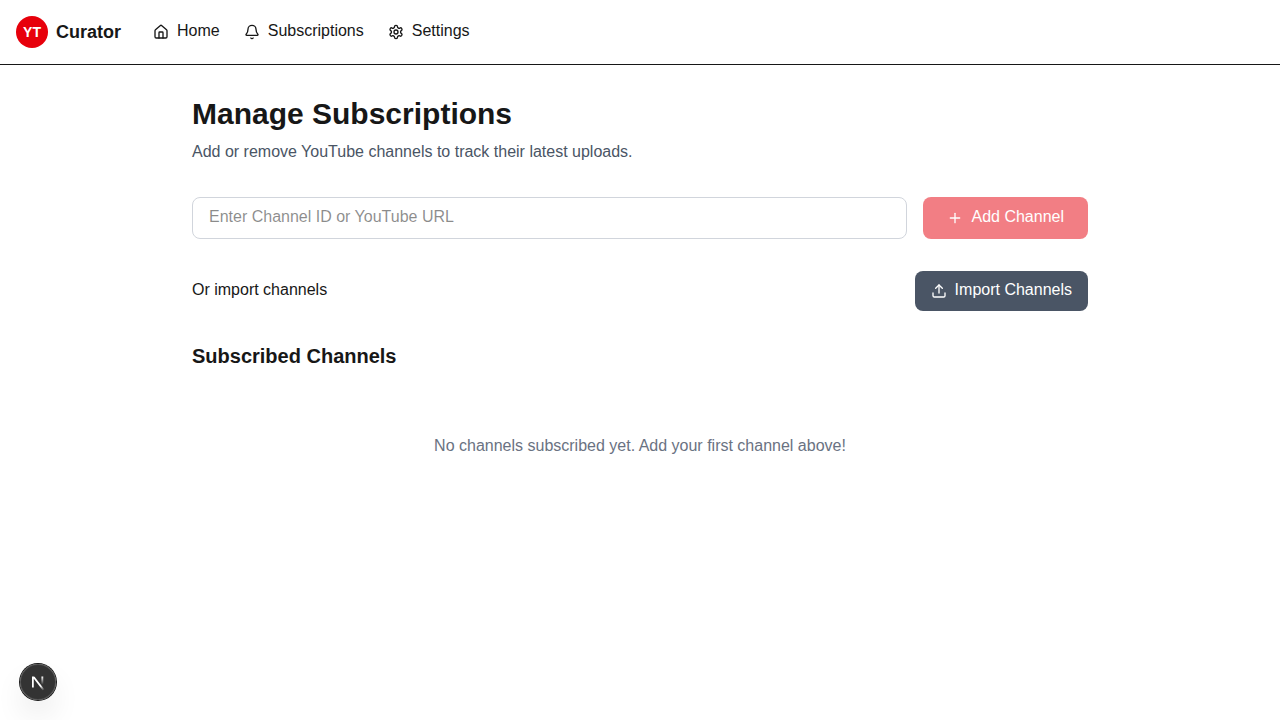 YT Curator Home Subscriptions Settings
Manage Subscriptions
Add or remove YouTube channels to track their latest uploads.
Enter Channel ID or YouTube URL Add Channel
Or import channels Import Channels
Subscribed Channels
No channels subscribed yet. Add your first channel above!
N